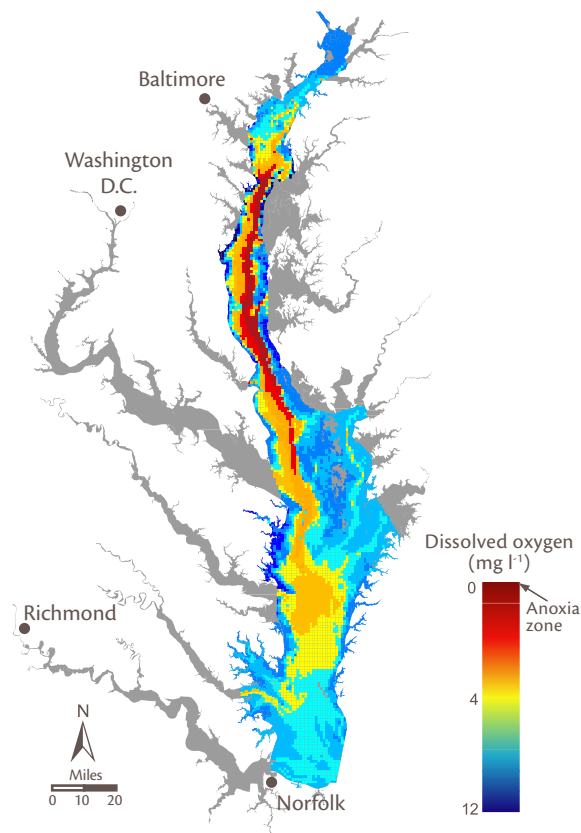 Baltimore
Washington
D.C.
Dissolved oxygen
(mg l⁻¹)
0
Anoxia
zone
Richmond
4
N
Miles
0 10 20
12
Norfolk